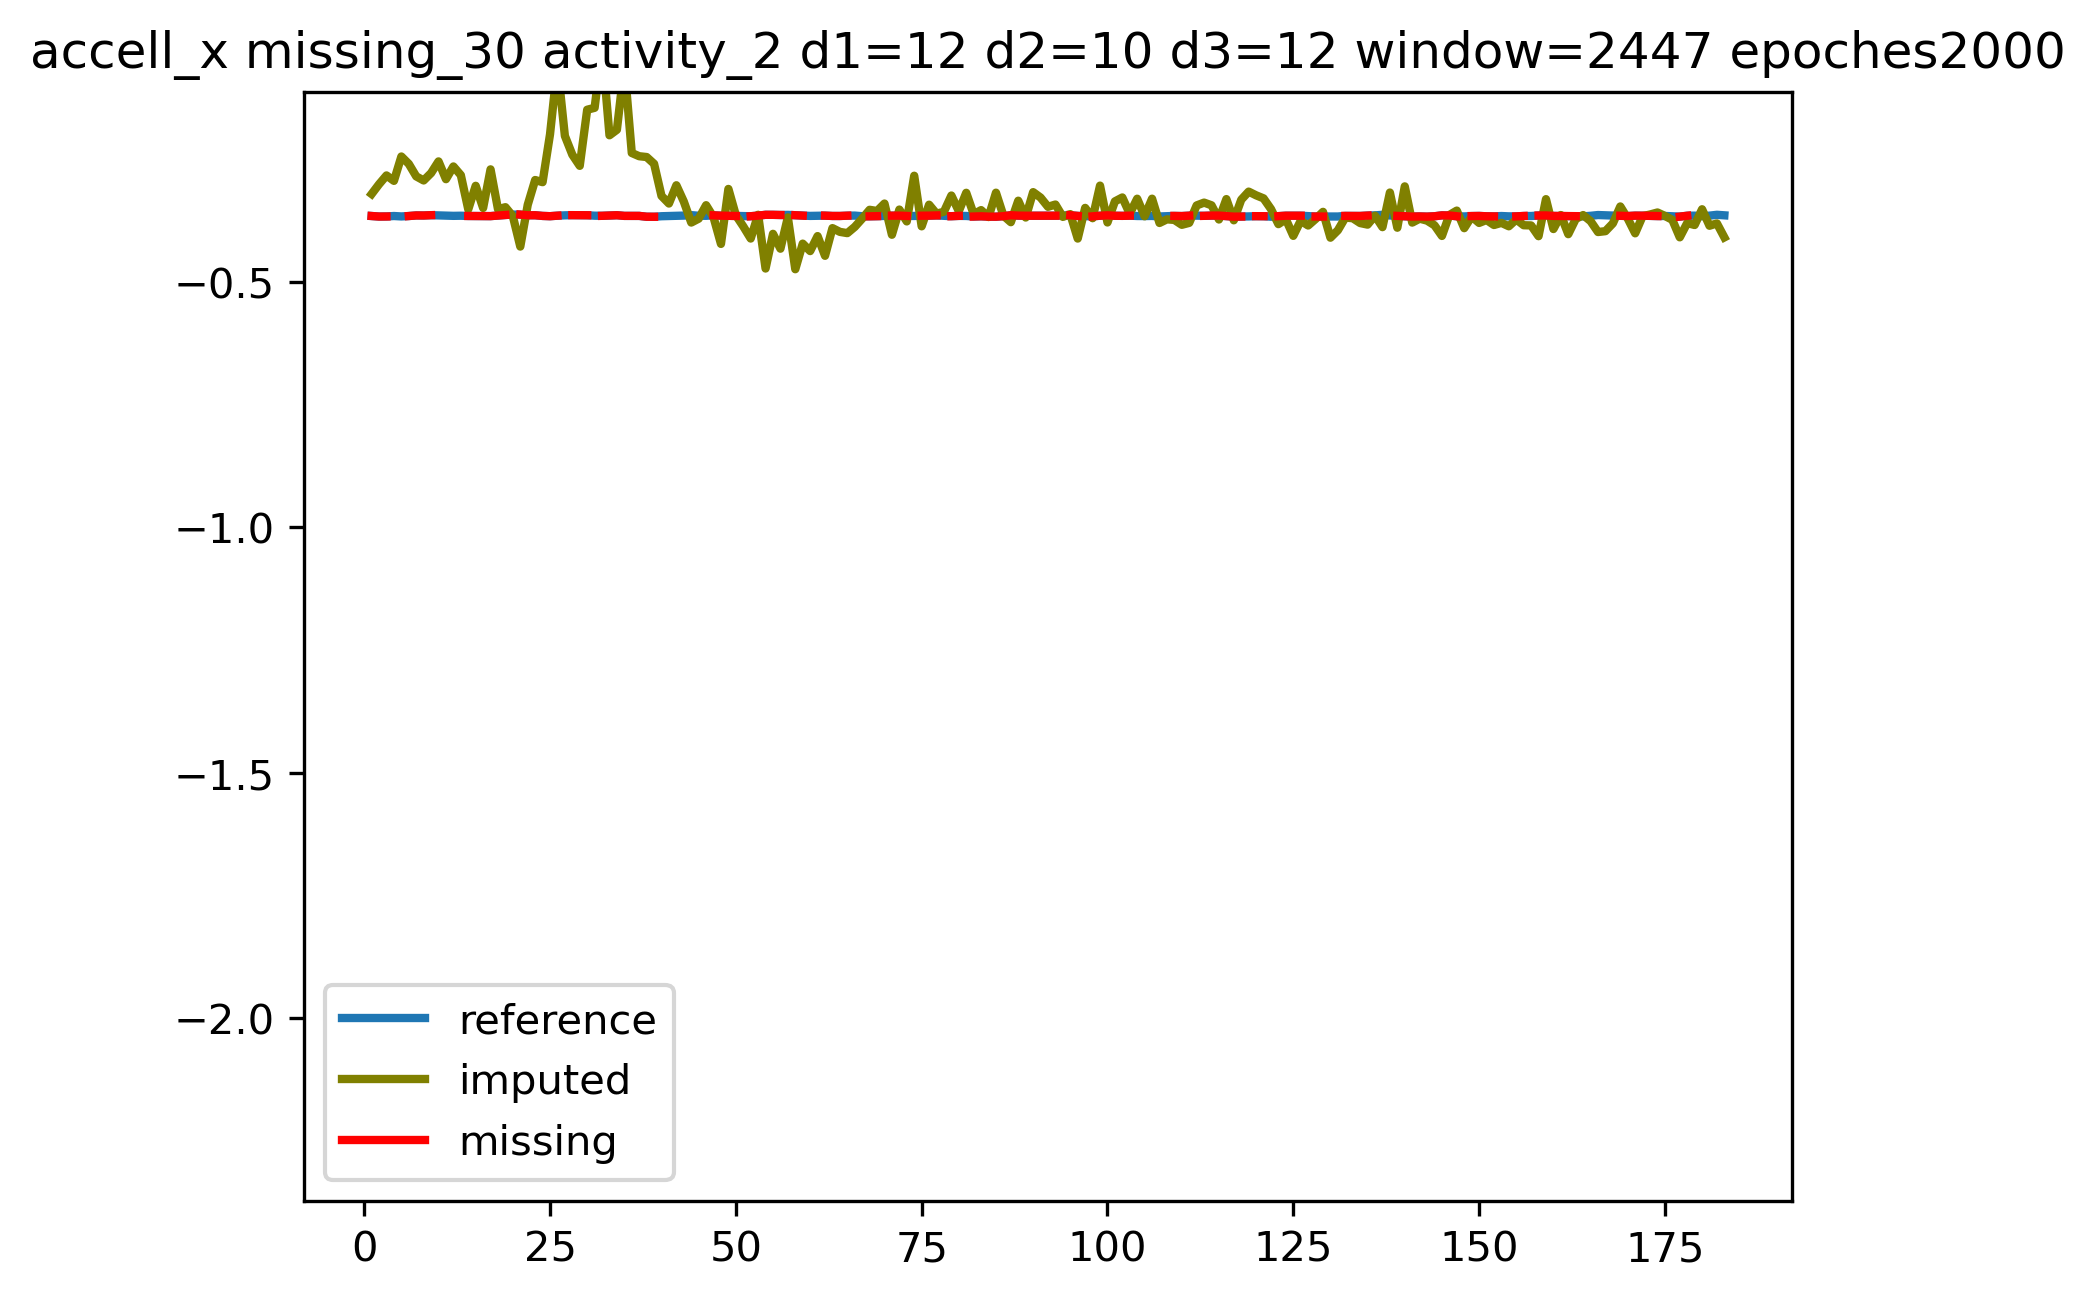 accell_x missing_30 activity_2 d1=12 d2=10 d3=12 window=2447 epoches2000
−0.5
−1.0
−1.5
−2.0
reference
imputed
missing
0 25 50 75 100 125 150 175